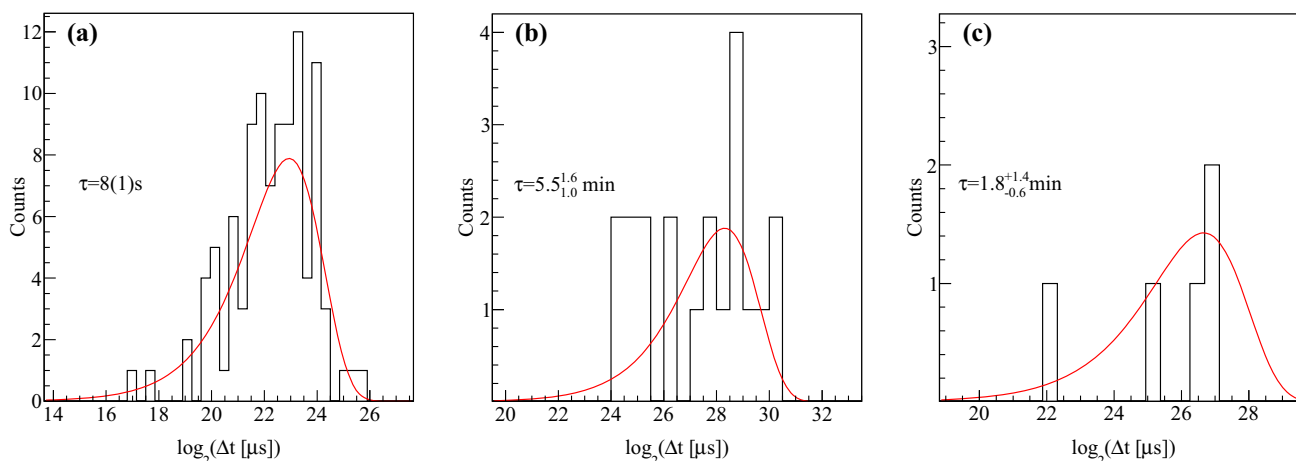 (a)
12
10
8
6
4
2
0
Counts
τ=8(1)s
14 16 18 20 22 24 26
log₂(Δt [μs])
(b)
4
3
2
1
Counts
τ=5.5 1.6 1.0 min
20 22 24 26 28 30 32
log₂(Δt [μs])
(c)
3
2
1
Counts
τ=1.8 +1.4 -0.6 min
20 22 24 26 28
log₂(Δt [μs])